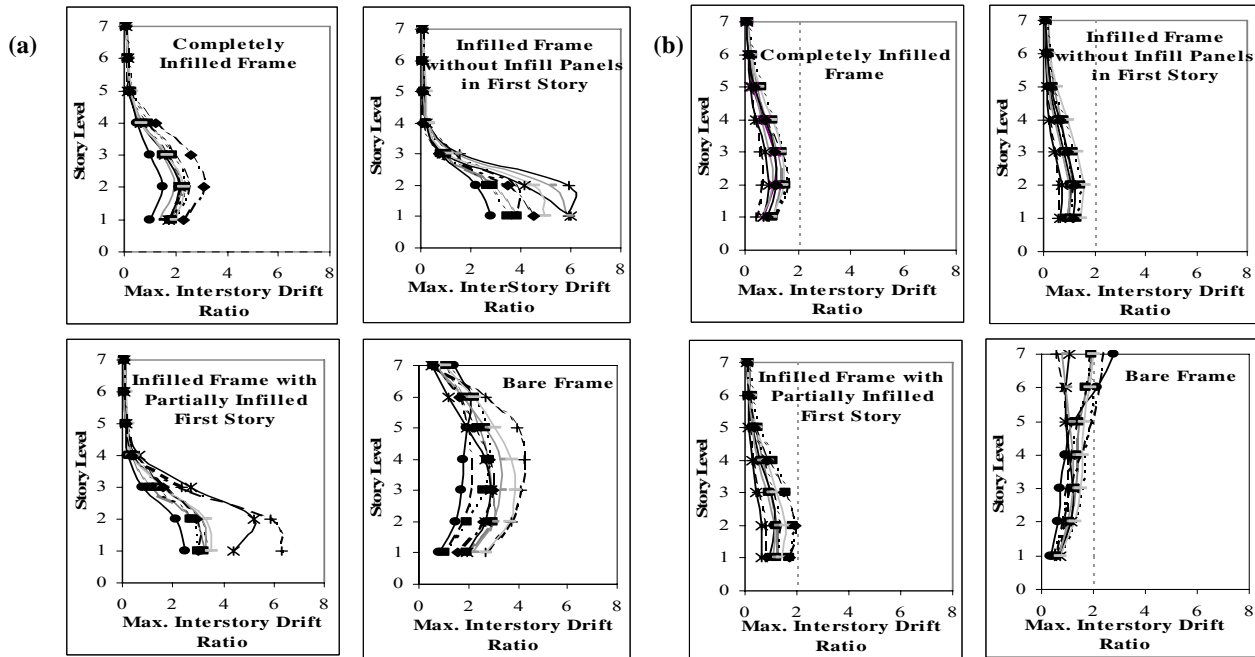 (a)
7
6
5
4
3
2
1
0
Story Level
Completely
Infilled Frame
0 2 4 6 8
Max. Interstory Drift
Ratio
7
6
5
4
3
2
1
0
Story Level
Infilled Frame
without Infill Panels
in First Story
0 2 4 6 8
Max. InterStory Drift
Ratio
(b)
7
6
5
4
3
2
1
0
Story Level
Completely Infilled
Frame
0 2 4 6 8
Max. Interstory Drift
Ratio
7
6
5
4
3
2
1
0
Story Level
Infilled Frame
without Infill Panels
in First Story
0 2 4 6 8
Max. Interstory Drift
Ratio
7
6
5
4
3
2
1
0
Story Level
Infilled Frame with
Partially Infilled
First Story
0 2 4 6 8
Max. Interstory Drift
Ratio
7
6
5
4
3
2
1
0
Story Level
Bare Frame
0 2 4 6 8
Max. Interstory Drift
Ratio
7
6
5
4
3
2
1
0
Story Level
Infilled Frame with
Partially Infilled
First Story
0 2 4 6 8
Max. Interstory Drift
Ratio
7
6
5
4
3
2
1
0
Story Level
Bare Frame
0 2 4 6 8
Max. Interstory Drift
Ratio